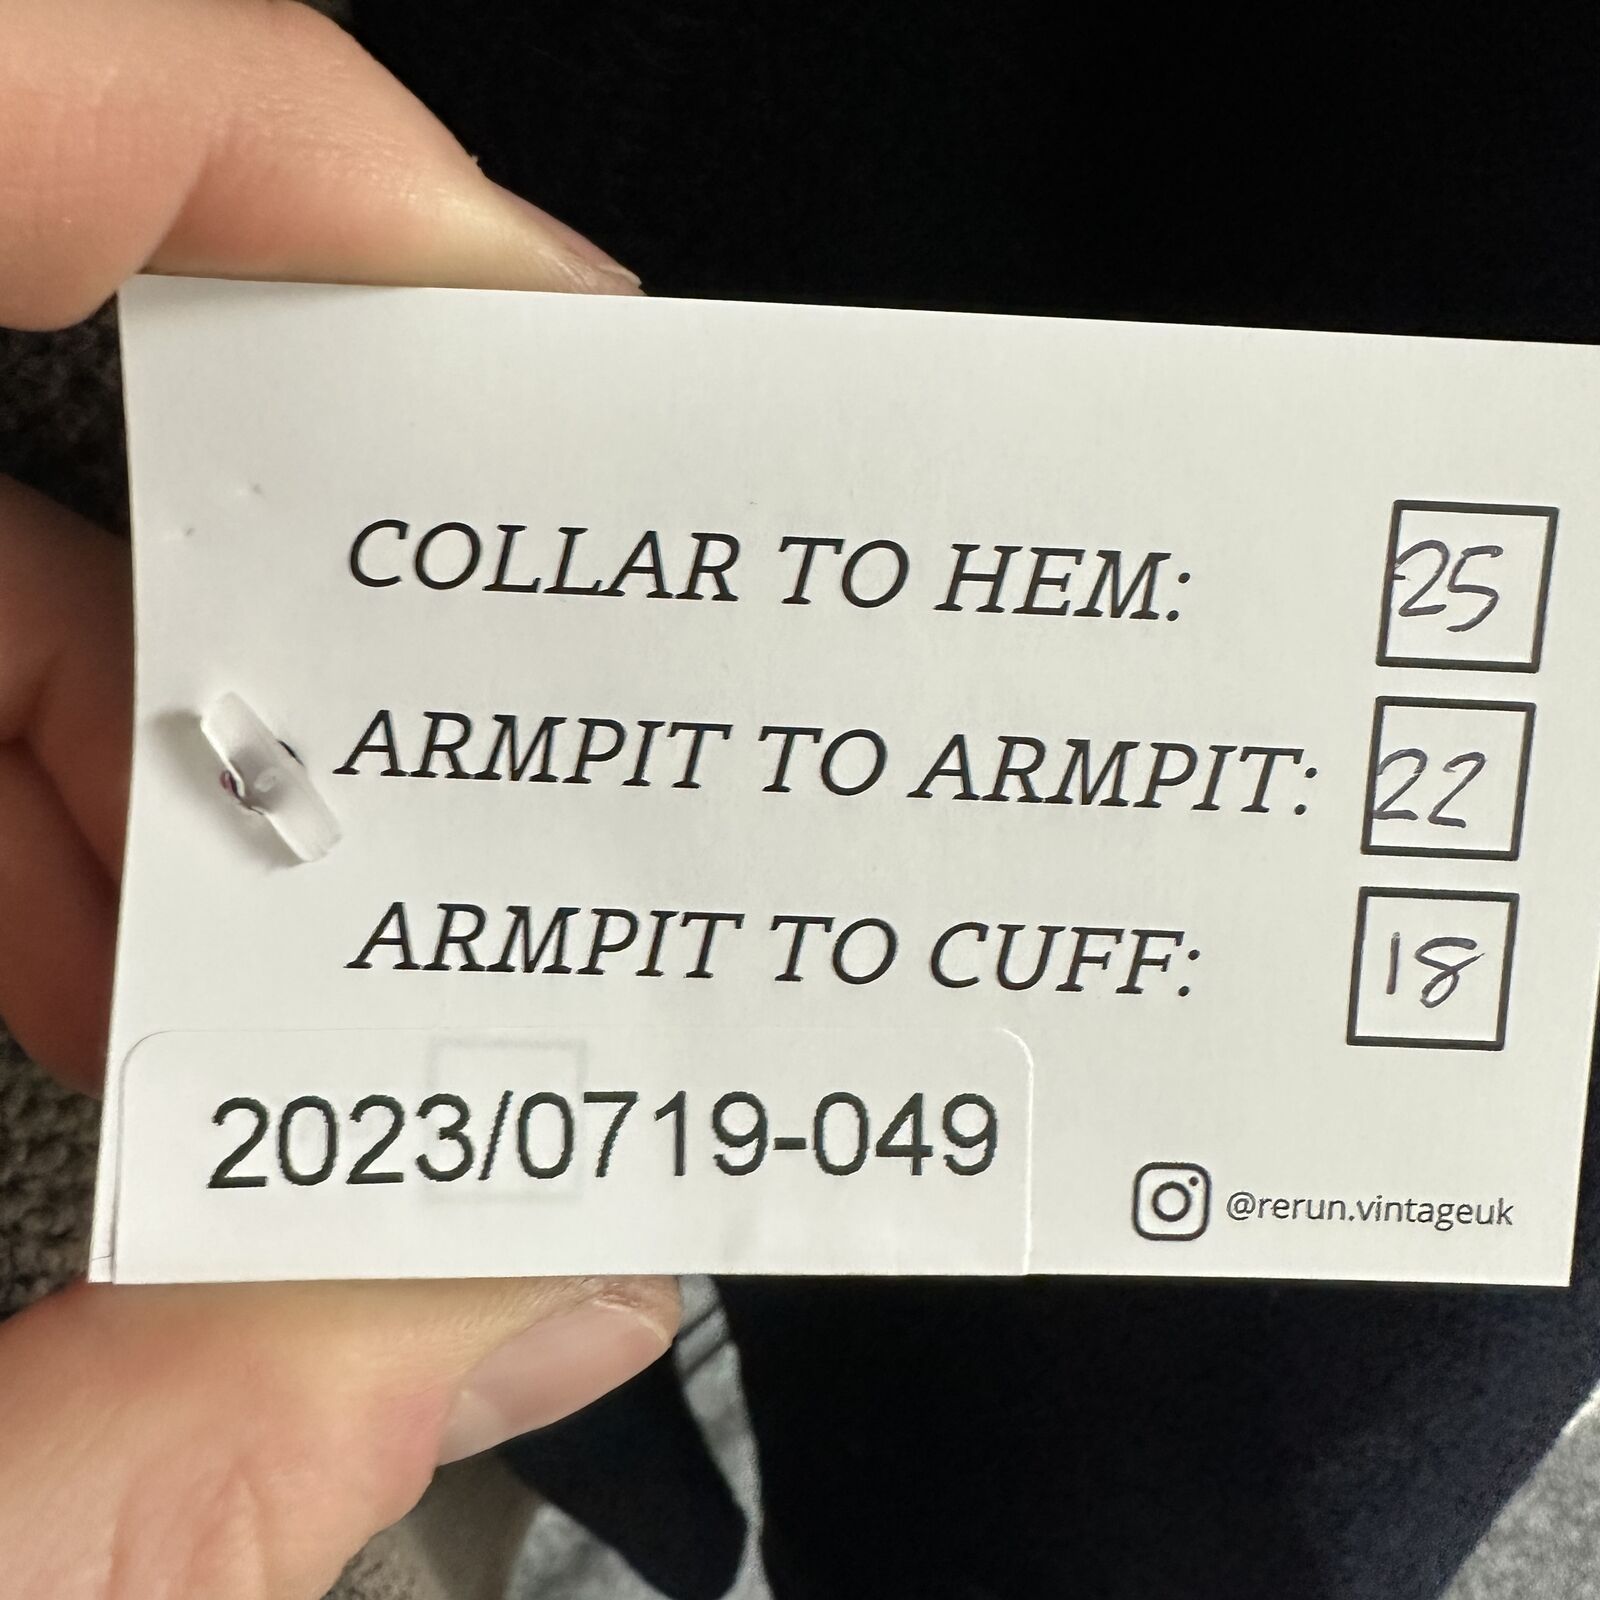 COLLAR TO HEM: 25
ARMPIT TO ARMPIT: 22
ARMPIT TO CUFF: 18
2023/0719-049
@rerun.vintageuk